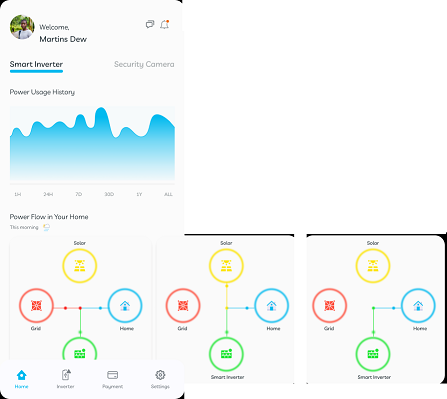 Welcome,
Martins Dew
Smart Inverter Security Camera
Power Usage History
1H 24H 7D 30D 1Y ALL
Power Flow in Your Home
This morning
Solar Solar Solar
Grid Home Grid Home Grid Home
Smart Inverter Smart Inverter
Home Inverter Payment Settings